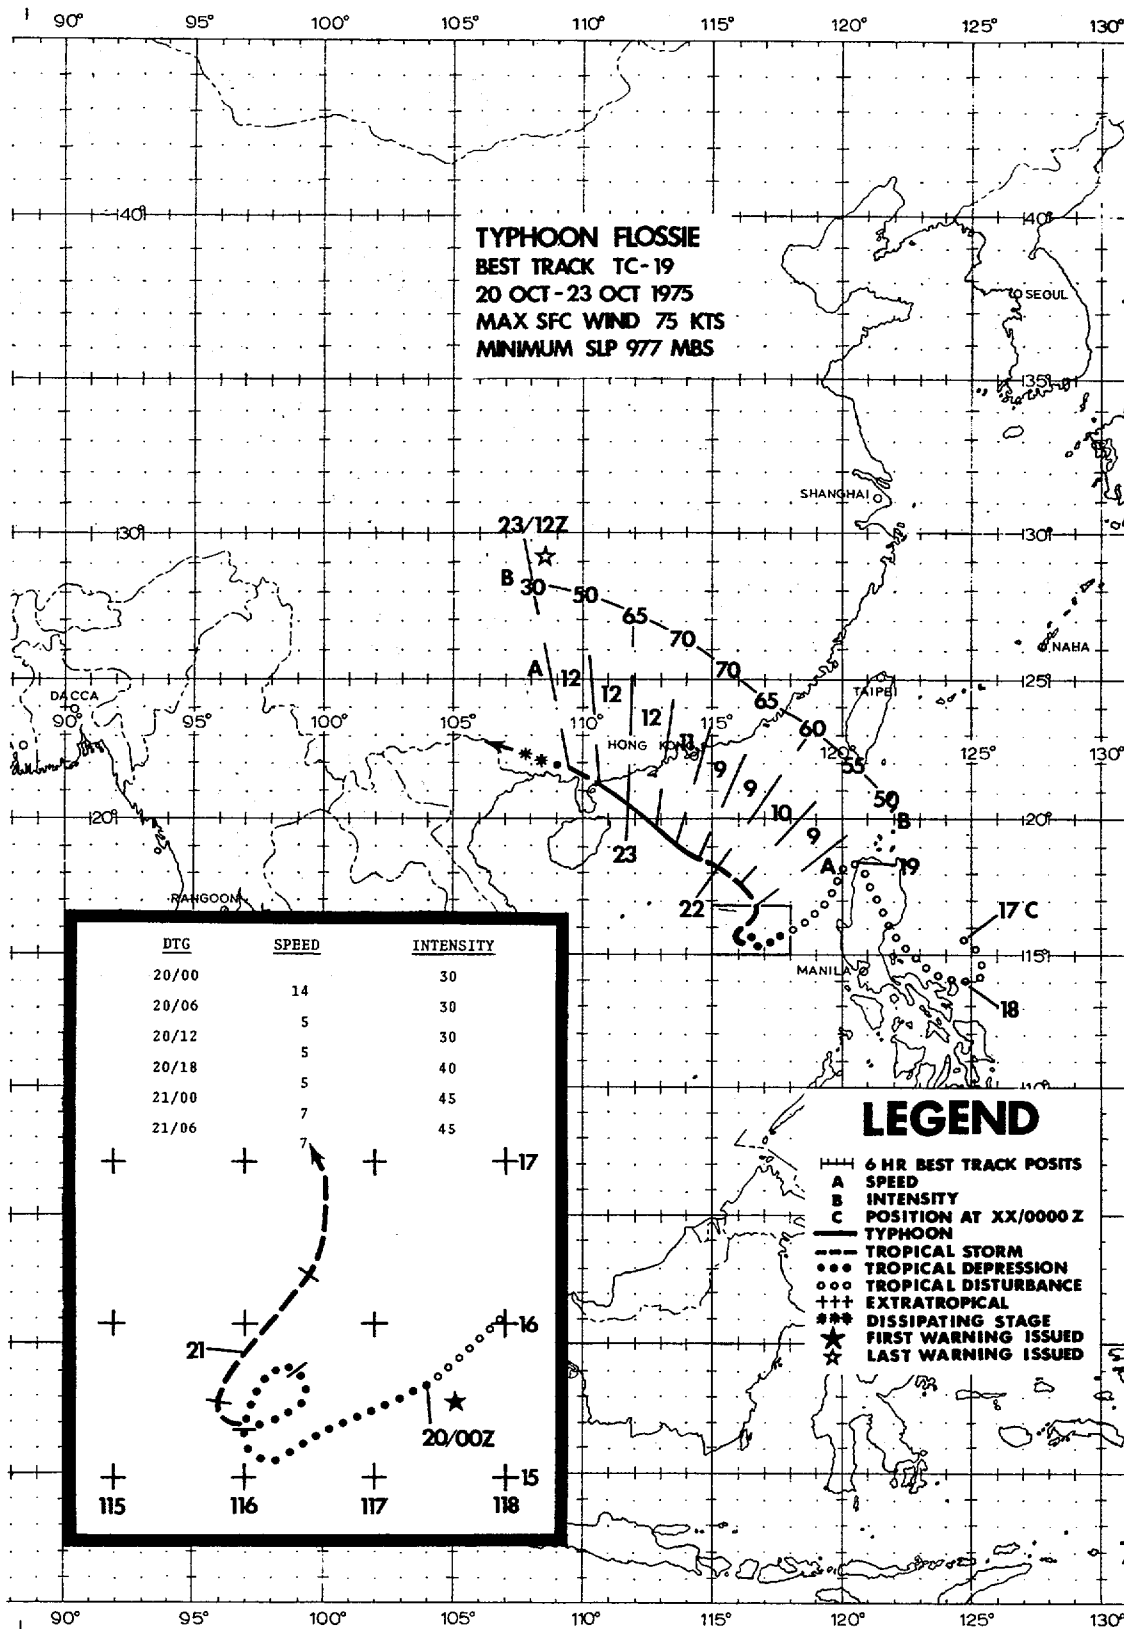 90° 95° 100° 105° 110° 115° 120° 125° 130°
40° 40°
TYPHOON FLOSSIE
BEST TRACK TC-19
20 OCT-23 OCT 1975
MAX SFC WIND 75 KTS
MINIMUM SLP 977 MBS
SEOUL
35° 35°
SHANGHAI
23/12Z
30° 30°
B 30 50 65 70 70 65 60 55 50 B
NAHA
A 12 12 12 11 9 9 10 9 A
25° 25°
TAIPEI
DACCA
90° 95° 100° 105° 110° 115° 120° 125° 130°
HONG KONG
20° 20°
23
19
RANGOON
22
17 C
15°
MANILA
18
10°
DTG SPEED INTENSITY
20/00 30
14
20/06 30
5
20/12 30
5
20/18 40
5
21/00 45
7
21/06 45
7
17
16
21
20/00Z
15
115 116 117 118
LEGEND
6 HR BEST TRACK POSITS
A SPEED
B INTENSITY
C POSITION AT XX/0000 Z
TYPHOON
TROPICAL STORM
TROPICAL DEPRESSION
TROPICAL DISTURBANCE
EXTRATROPICAL
DISSIPATING STAGE
FIRST WARNING ISSUED
LAST WARNING ISSUED
90° 95° 100° 105° 110° 115° 120° 125° 130°